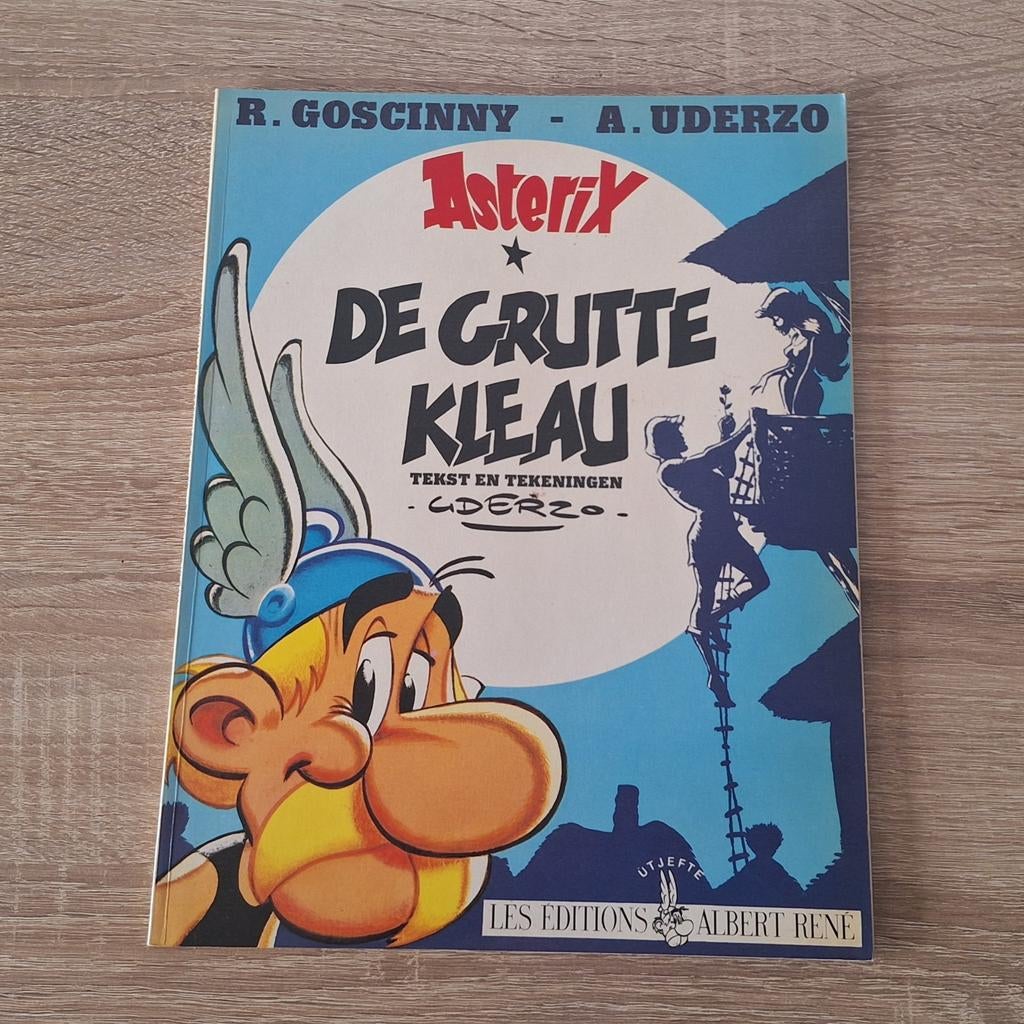 R. GOSCINNY - A. UDERZO
Asterix
DE GRUTTE
KLEAU
TEKST EN TEKENINGEN
- UDERZO -
ÚTJEFTE
LES ÉDITIONS ALBERT RENÉ